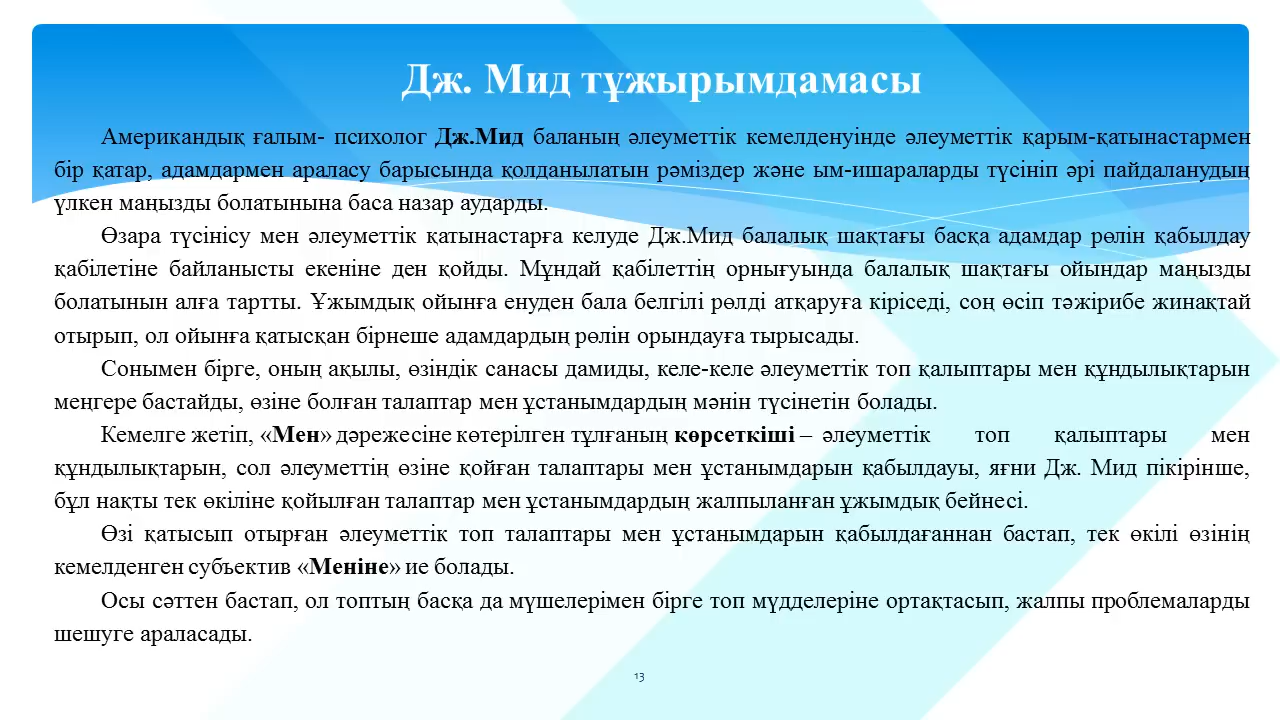 Дж. Мид тұжырымдамасы
Американдық ғалым- психолог Дж.Мид баланың әлеуметтік кемелденуінде әлеуметтік қарым-қатынастармен
бір қатар, адамдармен араласу барысында қолданылатын рәміздер және ым-ишараларды түсініп әрі пайдаланудың
үлкен маңызды болатынына баса назар аударды.
Өзара түсінісу мен әлеуметтік қатынастарға келуде Дж.Мид балалық шақтағы басқа адамдар рөлін қабылдау
қабілетіне байланысты екеніне ден қойды. Мұндай қабілеттің орнығуында балалық шақтағы ойындар маңызды
болатынын алға тартты. Ұжымдық ойынға енуден бала белгілі рөлді атқаруға кіріседі, соң өсіп тәжірибе жинақтай
отырып, ол ойынға қатысқан бірнеше адамдардың рөлін орындауға тырысады.
Сонымен бірге, оның ақылы, өзіндік санасы дамиды, келе-келе әлеуметтік топ қалыптары мен құндылықтарын
меңгере бастайды, өзіне болған талаптар мен ұстанымдардың мәнін түсінетін болады.
Кемелге жетіп, «Мен» дәрежесіне көтерілген тұлғаның көрсеткіші – әлеуметтік топ қалыптары мен
құндылықтарын, сол әлеуметтің өзіне қойған талаптары мен ұстанымдарын қабылдауы, яғни Дж. Мид пікірінше,
бұл нақты тек өкіліне қойылған талаптар мен ұстанымдардың жалпыланған ұжымдық бейнесі.
Өзі қатысып отырған әлеуметтік топ талаптары мен ұстанымдарын қабылдағаннан бастап, тек өкілі өзінің
кемелденген субъектив «Меніне» ие болады.
Осы сәттен бастап, ол топтың басқа да мүшелерімен бірге топ мүдделеріне ортақтасып, жалпы проблемаларды
шешуге араласады.
13